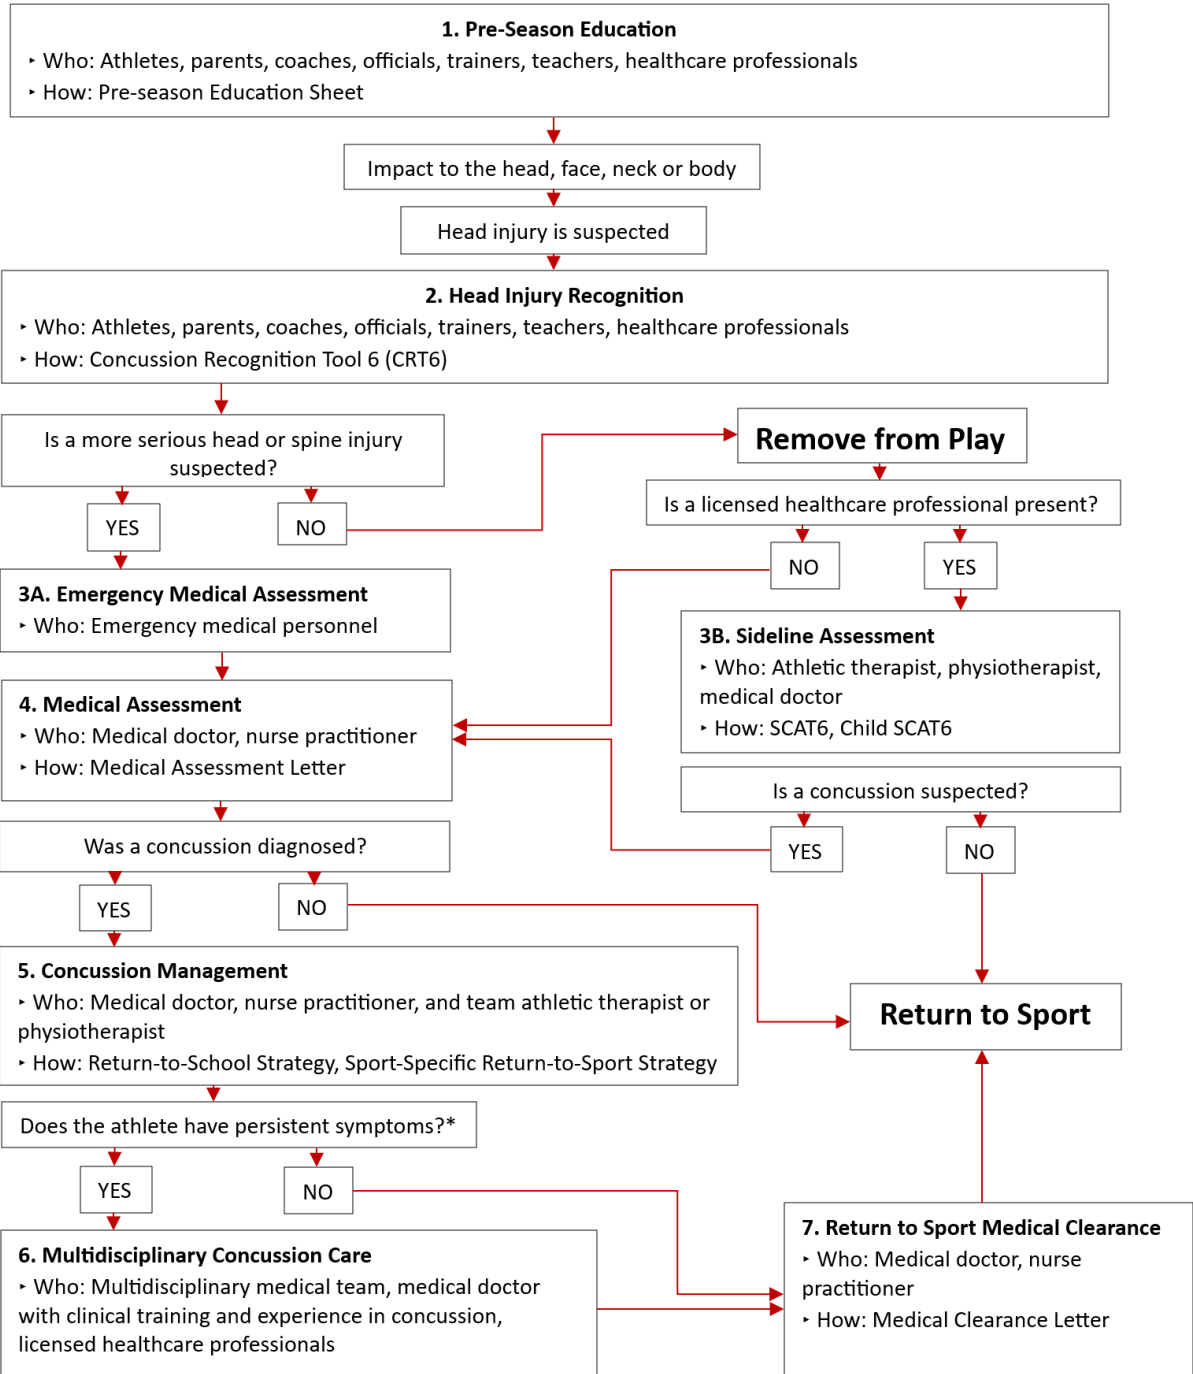 1. Pre-Season Education
‣ Who: Athletes, parents, coaches, officials, trainers, teachers, healthcare professionals
‣ How: Pre-season Education Sheet
Impact to the head, face, neck or body
Head injury is suspected
2. Head Injury Recognition
‣ Who: Athletes, parents, coaches, officials, trainers, teachers, healthcare professionals
‣ How: Concussion Recognition Tool 6 (CRT6)
Is a more serious head or spine injury
suspected?
YES
NO
Remove from Play
Is a licensed healthcare professional present?
NO
YES
3A. Emergency Medical Assessment
‣ Who: Emergency medical personnel
3B. Sideline Assessment
‣ Who: Athletic therapist, physiotherapist,
medical doctor
‣ How: SCAT6, Child SCAT6
4. Medical Assessment
‣ Who: Medical doctor, nurse practitioner
‣ How: Medical Assessment Letter
Is a concussion suspected?
YES
NO
Was a concussion diagnosed?
YES
NO
5. Concussion Management
‣ Who: Medical doctor, nurse practitioner, and team athletic therapist or
physiotherapist
‣ How: Return-to-School Strategy, Sport-Specific Return-to-Sport Strategy
Return to Sport
Does the athlete have persistent symptoms?*
YES
NO
6. Multidisciplinary Concussion Care
‣ Who: Multidisciplinary medical team, medical doctor
with clinical training and experience in concussion,
licensed healthcare professionals
7. Return to Sport Medical Clearance
‣ Who: Medical doctor, nurse
practitioner
‣ How: Medical Clearance Letter